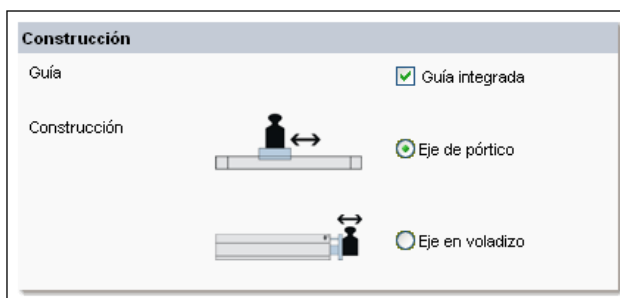 Construcción
Guía
Guía integrada
Construcción
Eje de pórtico
Eje en voladizo